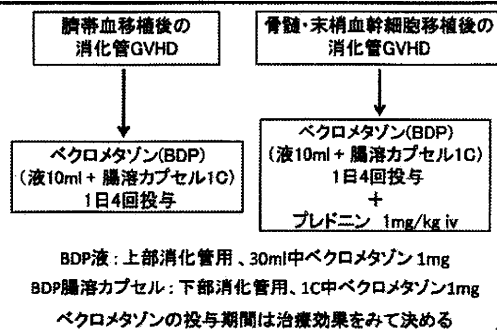 臍帯血移植後の
消化管GVHD
骨髄・末梢血幹細胞移植後の
消化管GVHD
ベクロメタゾン(BDP)
(液10ml + 腸溶カプセル1C)
1日4回投与
ベクロメタゾン(BDP)
(液10ml + 腸溶カプセル1C)
1日4回投与
+
プレドニン 1mg/kg iv
BDP液：上部消化管用、30ml中ベクロメタゾン 1mg
BDP腸溶カプセル：下部消化管用、1C中ベクロメタゾン1mg
ベクロメタゾンの投与期間は治療効果をみて決める